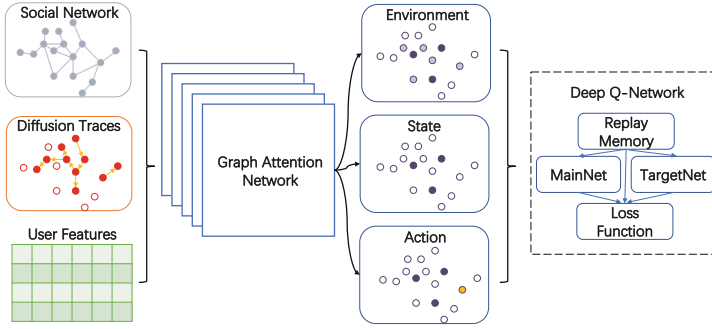 Social Network
Diffusion Traces
User Features
Graph Attention
Network
Environment
State
Action
Deep Q-Network
Replay
Memory
MainNet
TargetNet
Loss
Function